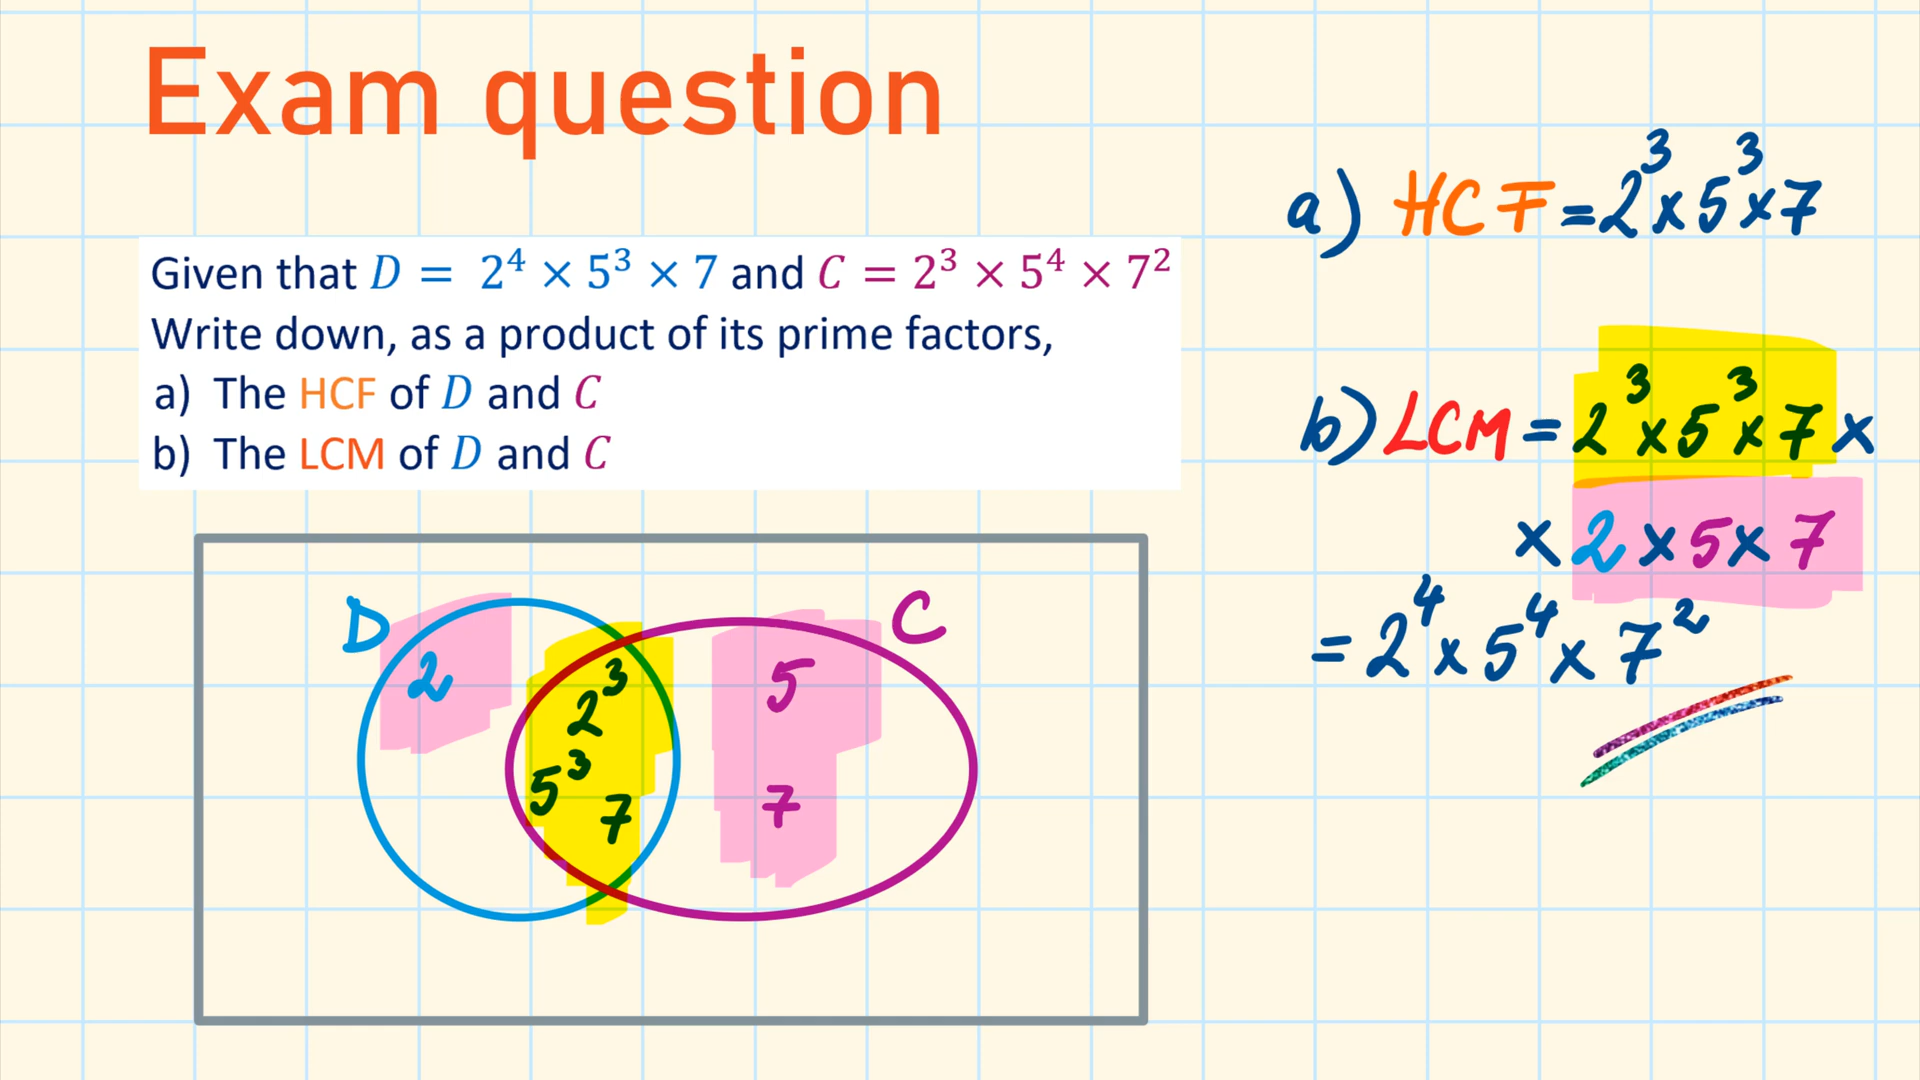 Exam question
Given that D = 2⁴ × 5³ × 7 and C = 2³ × 5⁴ × 7²
Write down, as a product of its prime factors,
a) The HCF of D and C
b) The LCM of D and C
D
C
2
2³
5³
7
5
7
a) HCF = 2³ × 5³ × 7
b) LCM = 2³ × 5³ × 7 ×
× 2 × 5 × 7
= 2⁴ × 5⁴ × 7²